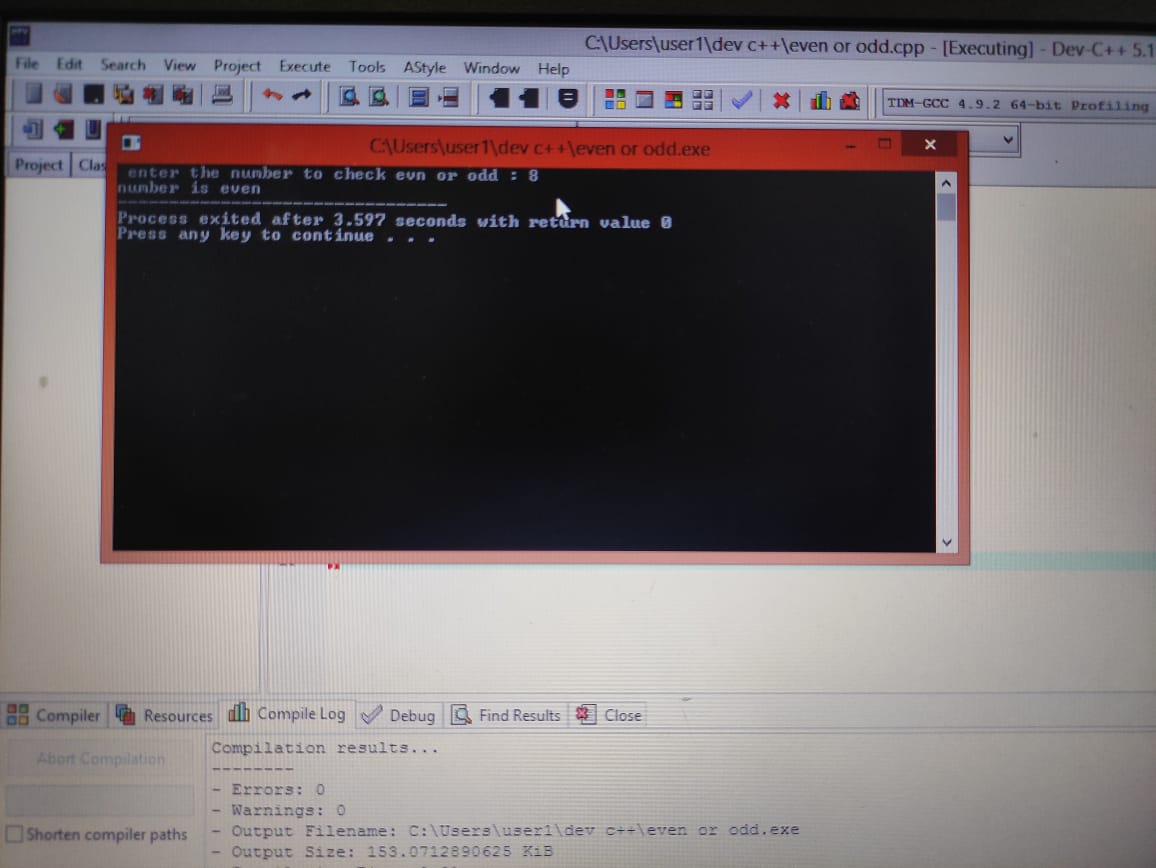 C:\Users\user1\dev c++\even or odd.cpp - [Executing] - Dev-C++ 5.1
File Edit Search View Project Execute Tools AStyle Window Help
TDM-GCC 4.9.2 64-bit Profiling
C:\Users\user1\dev c++\even or odd.exe
Project Clas
enter the number to check evn or odd : 8
number is even
--------------------------------
Process exited after 3.597 seconds with return value 0
Press any key to continue . . .
Compiler Resources Compile Log Debug Find Results Close
Abort Compilation
Shorten compiler paths
Compilation results...
--------
- Errors: 0
- Warnings: 0
- Output Filename: C:\Users\user1\dev c++\even or odd.exe
- Output Size: 153.0712890625 KiB